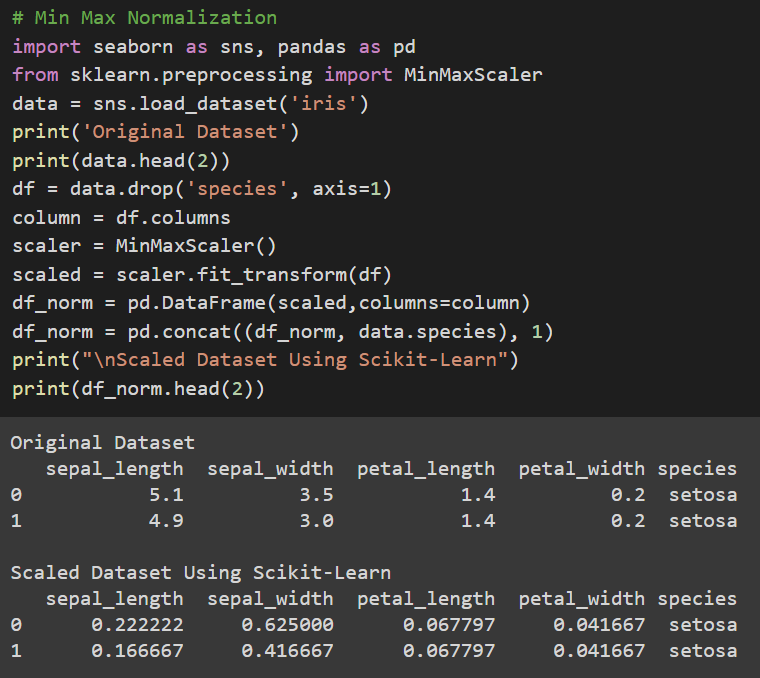 # Min Max Normalization
import seaborn as sns, pandas as pd
from sklearn.preprocessing import MinMaxScaler
data = sns.load_dataset('iris')
print('Original Dataset')
print(data.head(2))
df = data.drop('species', axis=1)
column = df.columns
scaler = MinMaxScaler()
scaled = scaler.fit_transform(df)
df_norm = pd.DataFrame(scaled,columns=column)
df_norm = pd.concat((df_norm, data.species), 1)
print("\nScaled Dataset Using Scikit-Learn")
print(df_norm.head(2))
Original Dataset
   sepal_length  sepal_width  petal_length  petal_width species
0           5.1          3.5           1.4          0.2  setosa
1           4.9          3.0           1.4          0.2  setosa
Scaled Dataset Using Scikit-Learn
   sepal_length  sepal_width  petal_length  petal_width species
0      0.222222     0.625000      0.067797     0.041667  setosa
1      0.166667     0.416667      0.067797     0.041667  setosa